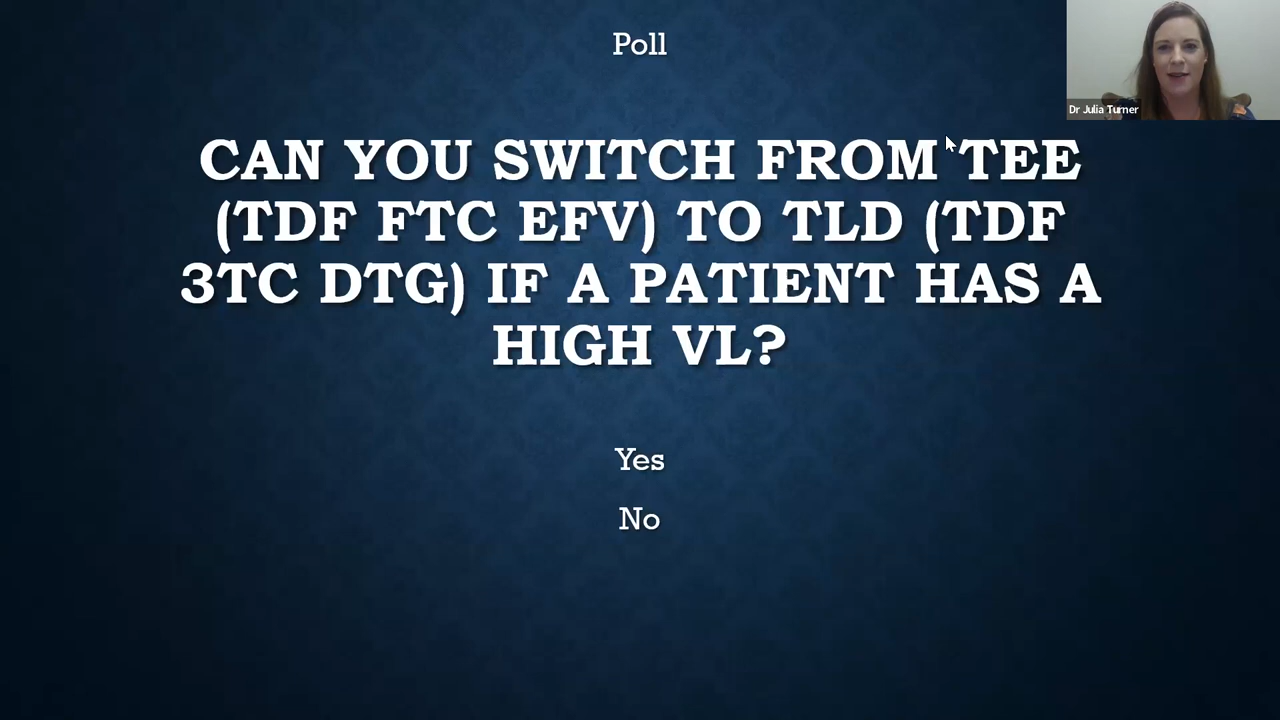 Poll
Dr Julia Turner
CAN YOU SWITCH FROM TEE
(TDF FTC EFV) TO TLD (TDF
3TC DTG) IF A PATIENT HAS A
HIGH VL?
Yes
No